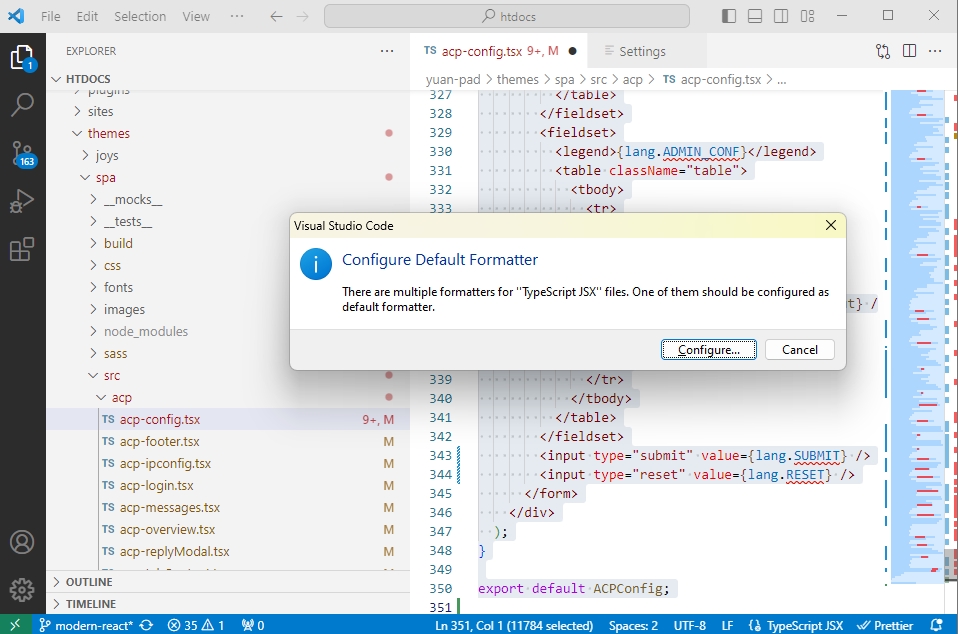 File Edit Selection View ··· htdocs
EXPLORER ···
HTDOCS
plugins
sites
themes
joys
spa
__mocks__
__tests__
build
css
fonts
images
node_modules
sass
src
acp
TS acp-config.tsx 9+, M
TS acp-footer.tsx M
TS acp-ipconfig.tsx M
TS acp-login.tsx M
TS acp-messages.tsx M
TS acp-overview.tsx M
TS acp-replyModal.tsx M
OUTLINE
TIMELINE
1
163
TS acp-config.tsx 9+, M ● Settings ···
yuan-pad > themes > spa > src > acp > TS acp-config.tsx > ...
327 </table>
328 </fieldset>
329 <fieldset>
330 <legend>{lang.ADMIN_CONF}</legend>
331 <table className="table">
332 <tbody>
333 <tr>
Visual Studio Code
Configure Default Formatter
There are multiple formatters for "TypeScript JSX" files. One of them should be configured as
default formatter.
t} /
Configure... Cancel
339 </tr>
340 </tbody>
341 </table>
342 </fieldset>
343 <input type="submit" value={lang.SUBMIT} />
344 <input type="reset" value={lang.RESET} />
345 </form>
346 </div>
347 );
348 }
349
350 export default ACPConfig;
351
modern-react* 35 1 0 Ln 351, Col 1 (11784 selected) Spaces: 2 UTF-8 LF {} TypeScript JSX Prettier